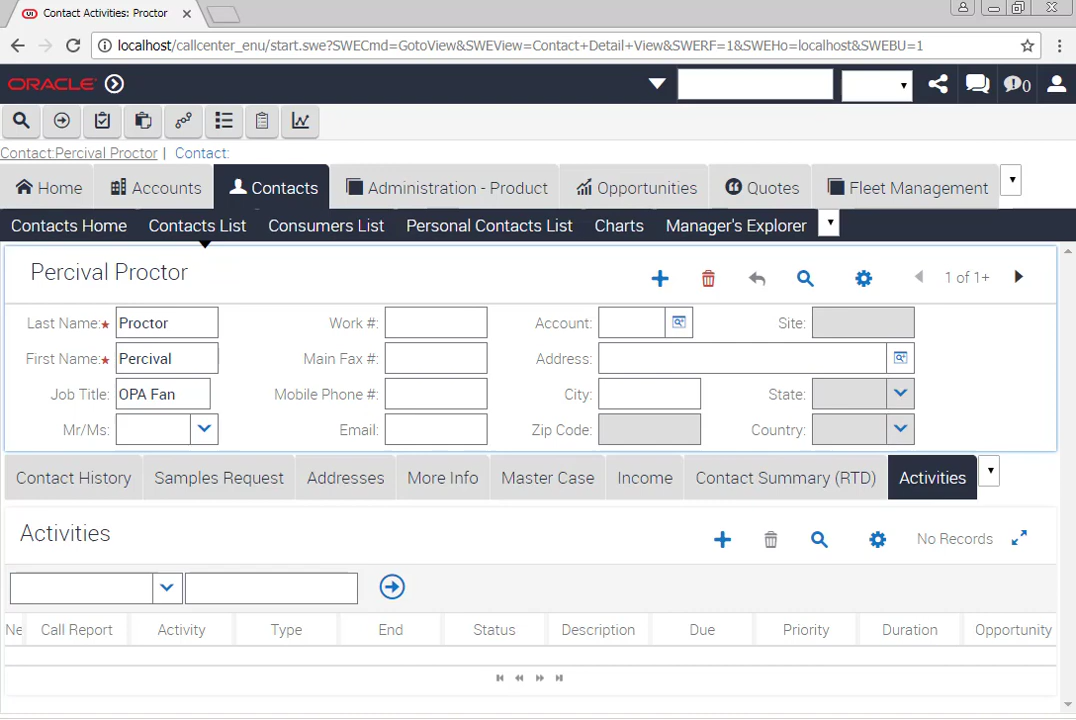 Contact Activities: Proctor
localhost/callcenter_enu/start.swe?SWECmd=GotoView&SWEView=Contact+Detail+View&SWERF=1&SWEHo=localhost&SWEBU=1
ORACLE 0
Contact:Percival Proctor | Contact:
Home Accounts Contacts Administration - Product Opportunities Quotes Fleet Management
Contacts Home Contacts List Consumers List Personal Contacts List Charts Manager's Explorer
Percival Proctor 1 of 1+
Last Name:★ Proctor Work #: Account: Site:
First Name:★ Percival Main Fax #: Address:
Job Title: OPA Fan Mobile Phone #: City: State:
Mr/Ms: Email: Zip Code: Country:
Contact History Samples Request Addresses More Info Master Case Income Contact Summary (RTD) Activities
Activities No Records
Ne Call Report Activity Type End Status Description Due Priority Duration Opportunity